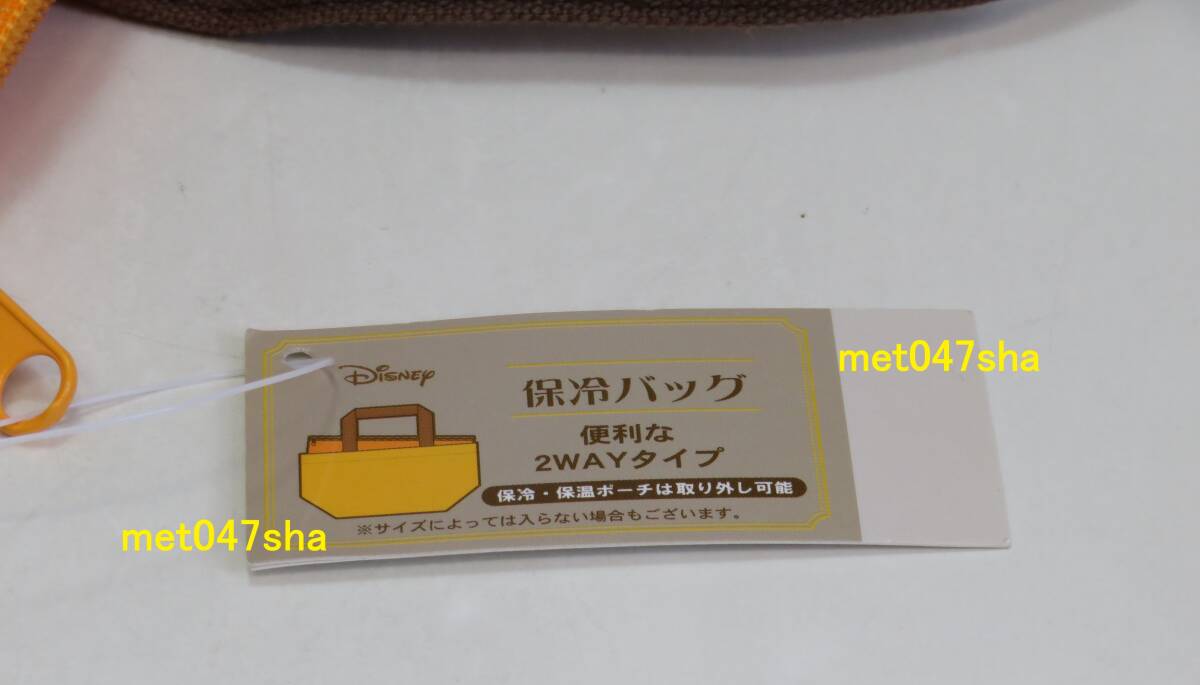 DISNEY
保冷バッグ
便利な
2WAYタイプ
保冷・保温ポーチは取り外し可能
※サイズによっては入らない場合もございます。
met047sha
met047sha